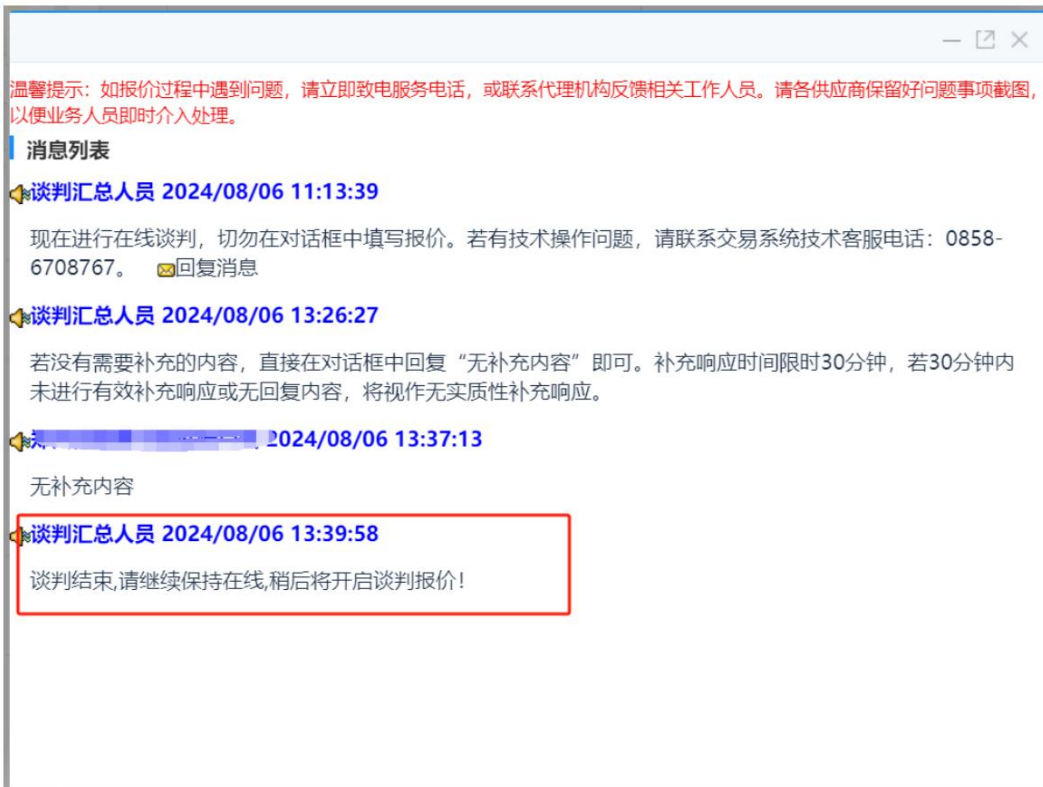 温馨提示：如报价过程中遇到问题，请立即致电服务电话，或联系代理机构反馈相关工作人员。请各供应商保留好问题事项截图，
以便业务人员即时介入处理。
消息列表
谈判汇总人员 2024/08/06 11:13:39
现在进行在线谈判，切勿在对话框中填写报价。若有技术操作问题，请联系交易系统技术客服电话：0858-
6708767。 回复消息
谈判汇总人员 2024/08/06 13:26:27
若没有需要补充的内容，直接在对话框中回复“无补充内容”即可。补充响应时间限时30分钟，若30分钟内
未进行有效补充响应或无回复内容，将视作无实质性补充响应。
2024/08/06 13:37:13
无补充内容
谈判汇总人员 2024/08/06 13:39:58
谈判结束,请继续保持在线,稍后将开启谈判报价！